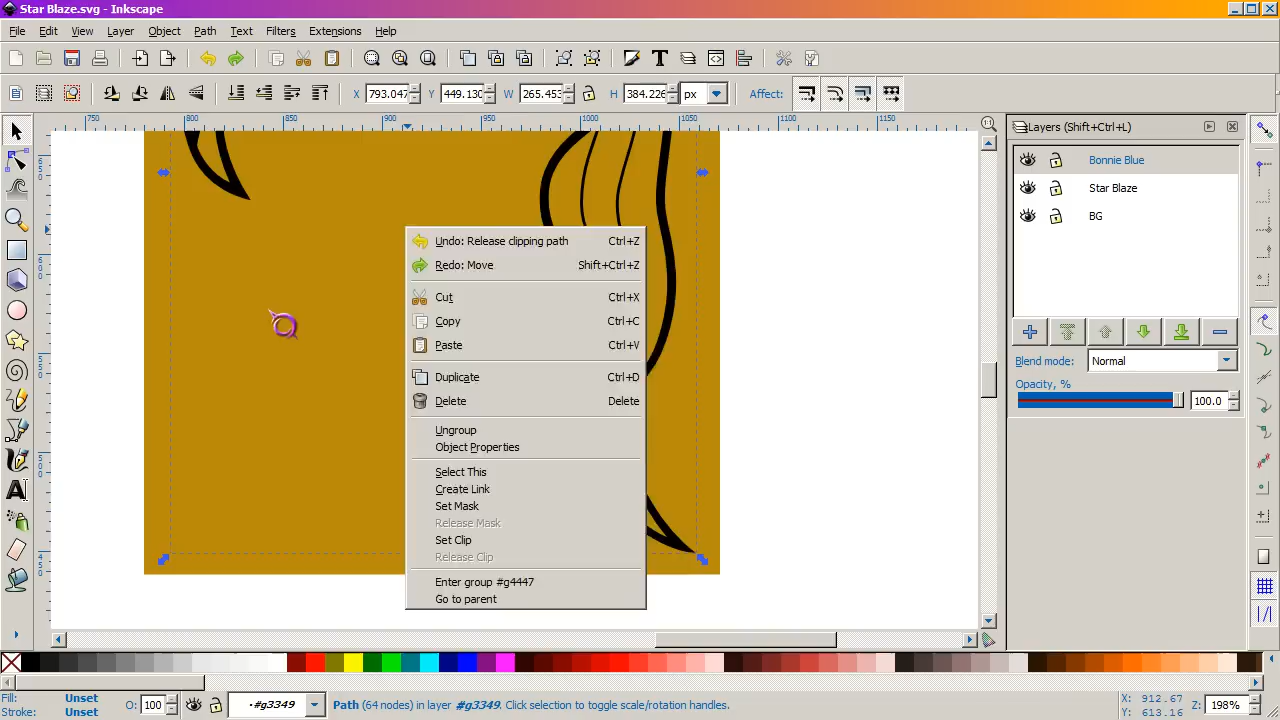 Star Blaze.svg - Inkscape
File Edit View Layer Object Path Text Filters Extensions Help
X 793.047 Y 449.130 W 265.453 H 384.226 px Affect:
750 800 850 900 950 1000 1050 1100 1150
Layers (Shift+Ctrl+L)
Bonnie Blue
Star Blaze
BG
Undo: Release clipping path Ctrl+Z
Redo: Move Shift+Ctrl+Z
Cut Ctrl+X
Copy Ctrl+C
Paste Ctrl+V
Duplicate Ctrl+D
Delete Delete
Ungroup
Object Properties
Select This
Create Link
Set Mask
Release Mask
Set Clip
Release Clip
Enter group #g4447
Go to parent
Blend mode: Normal
Opacity, %
100.0
Fill: Unset
Stroke: Unset
O: 100
·#g3349
Path (64 nodes) in layer #g3349. Click selection to toggle scale/rotation handles.
X: 912.67
Y: 613.16
Z: 198%